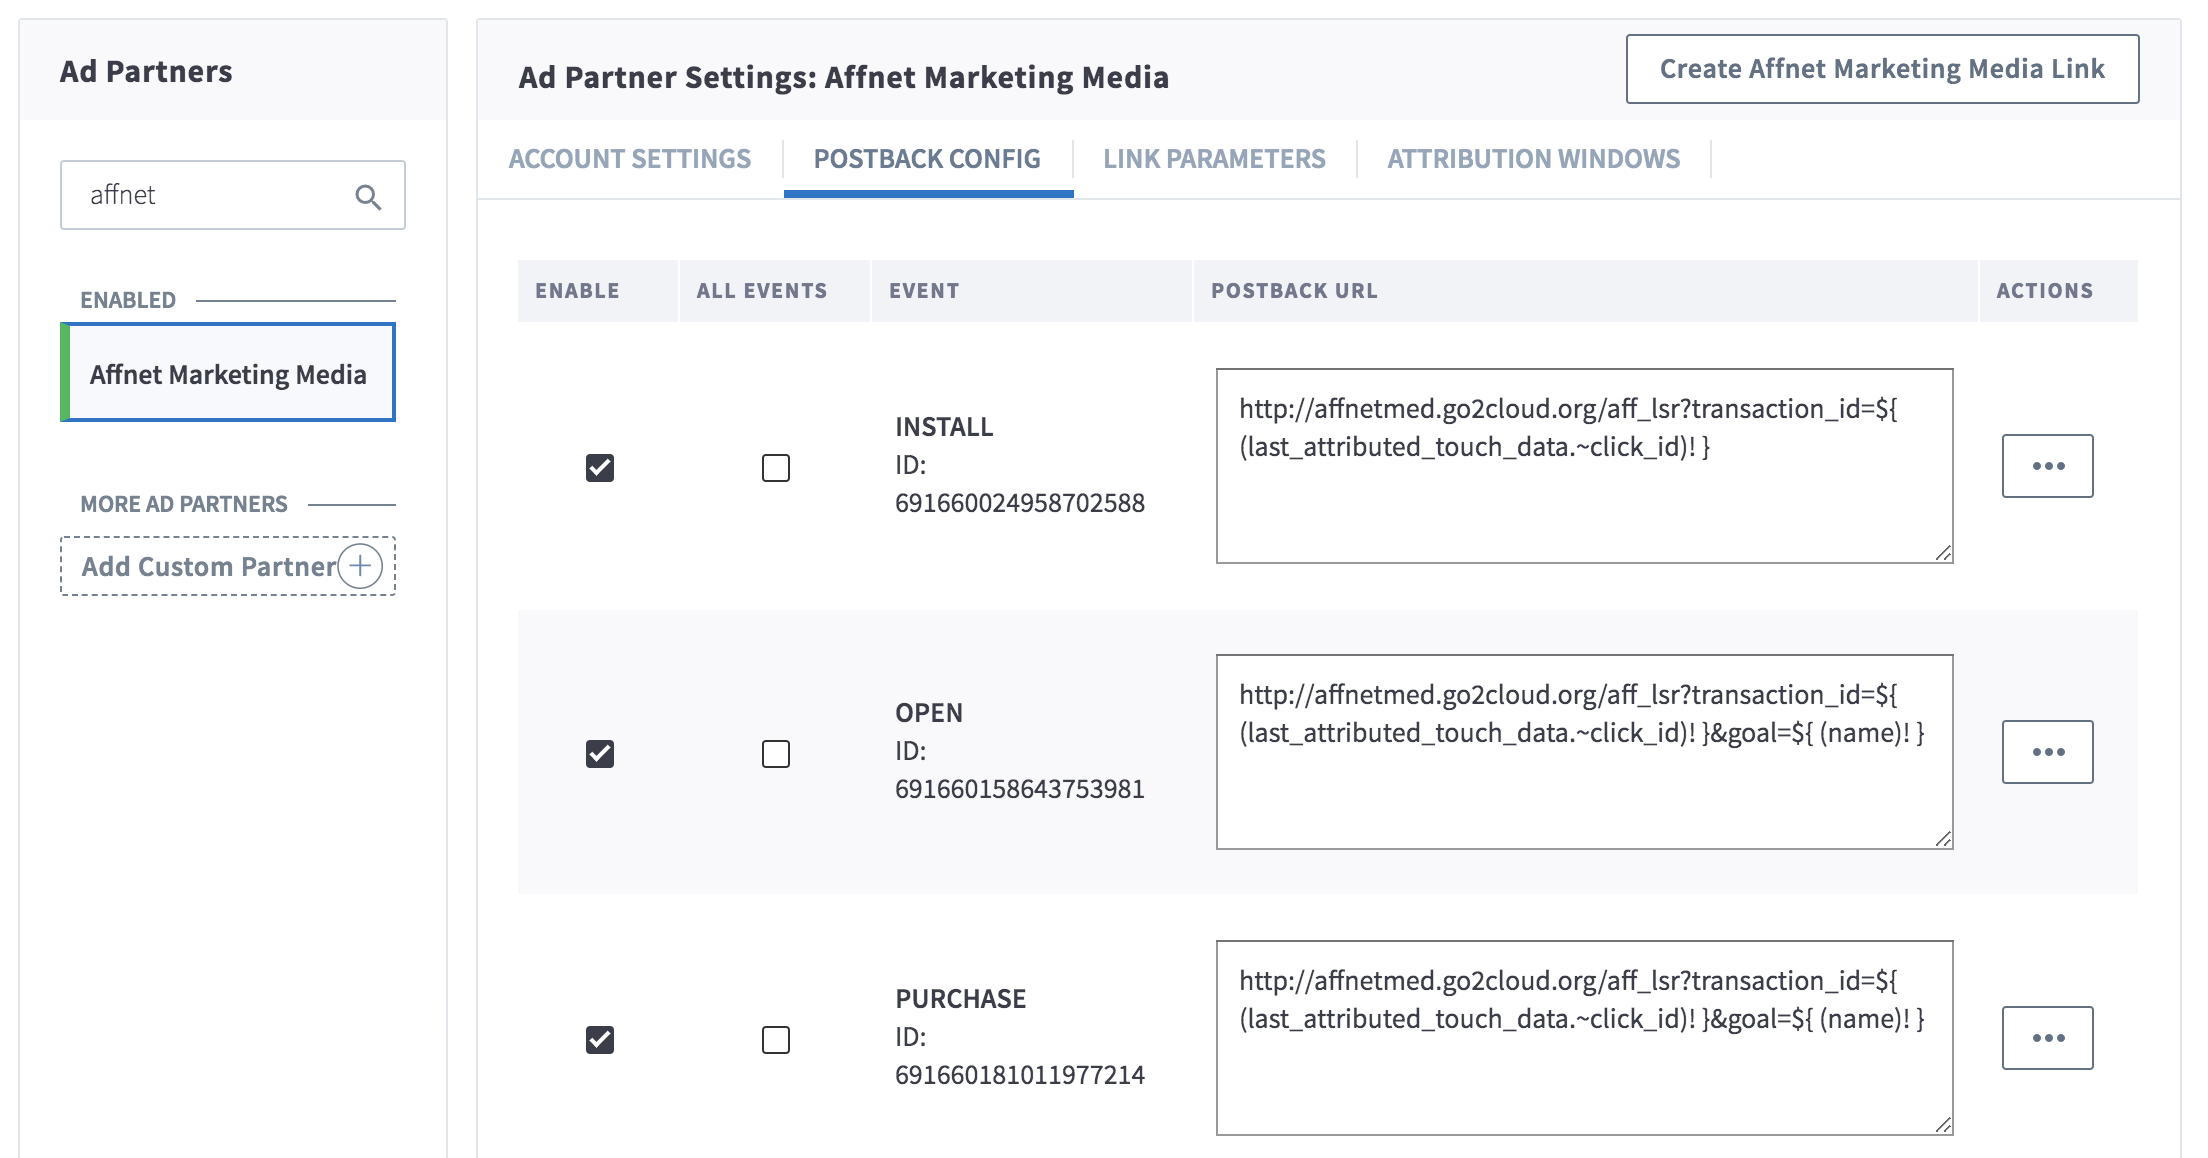 Ad Partners
affnet
ENABLED
Affnet Marketing Media
MORE AD PARTNERS
Add Custom Partner
Ad Partner Settings: Affnet Marketing Media
Create Affnet Marketing Media Link
ACCOUNT SETTINGS
POSTBACK CONFIG
LINK PARAMETERS
ATTRIBUTION WINDOWS
ENABLE
ALL EVENTS
EVENT
POSTBACK URL
ACTIONS
INSTALL
ID:
691660024958702588
http://affnetmed.go2cloud.org/aff_lsr?transaction_id=${
(last_attributed_touch_data.~click_id)! }
OPEN
ID:
691660158643753981
http://affnetmed.go2cloud.org/aff_lsr?transaction_id=${
(last_attributed_touch_data.~click_id)! }&goal=${ (name)! }
PURCHASE
ID:
691660181011977214
http://affnetmed.go2cloud.org/aff_lsr?transaction_id=${
(last_attributed_touch_data.~click_id)! }&goal=${ (name)! }